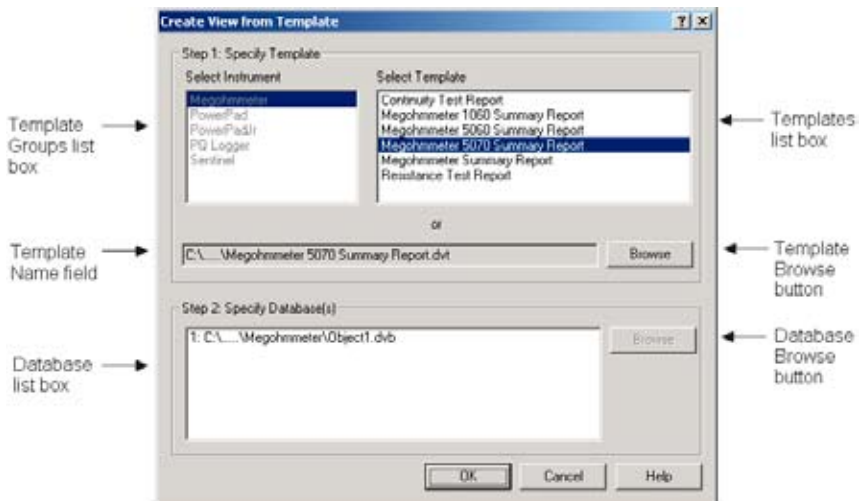 Create View from Template
Step 1: Specify Template
Select Instrument
Select Template
Megohmmeter
PowerPad
PowerPadJr
PQ Logger
Sentinel
Continuity Test Report
Megohmmeter 1060 Summary Report
Megohmmeter 5060 Summary Report
Megohmmeter 5070 Summary Report
Megohmmeter Summary Report
Resistance Test Report
Template
Groups list
box
Templates
list box
or
Template
Name field
C:\.....\Megohmmeter 5070 Summary Report.dvt
Browse
Template
Browse
button
Step 2: Specify Database(s)
1: C:\.....\Megohmmeter\Object1.dvb
Browse
Database
list box
Database
Browse
button
OK
Cancel
Help